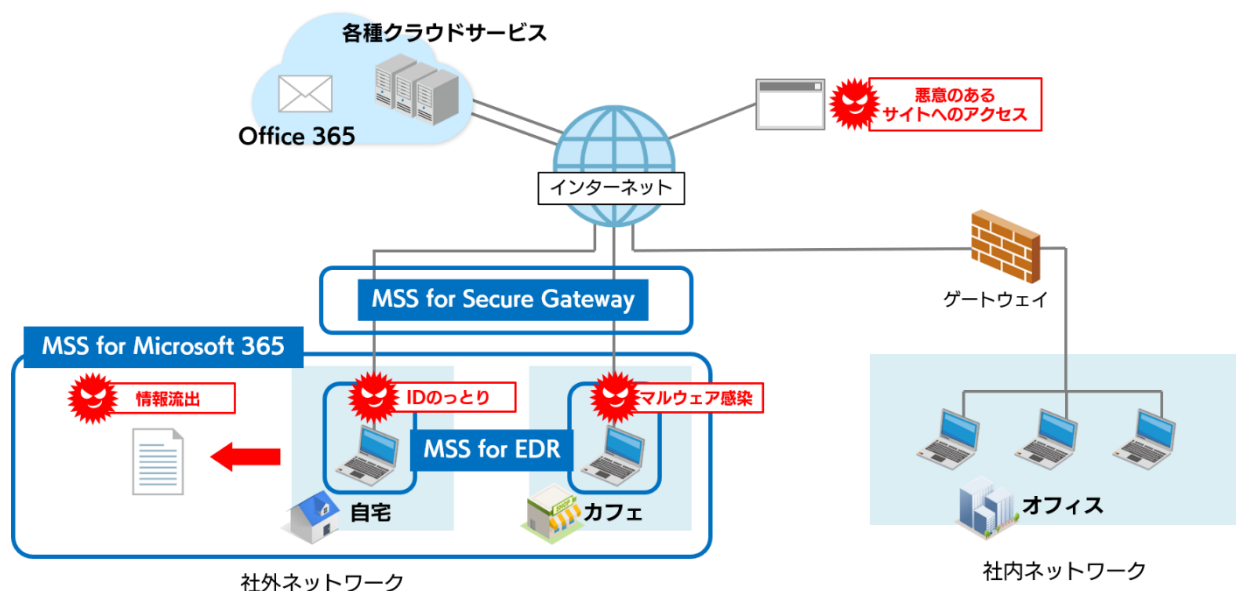 各種クラウドサービス
Office 365
悪意のある
サイトへのアクセス
インターネット
ゲートウェイ
MSS for Secure Gateway
MSS for Microsoft 365
情報流出
IDのっとり
マルウェア感染
MSS for EDR
自宅
SHOP
カフェ
オフィス
社外ネットワーク
社内ネットワーク